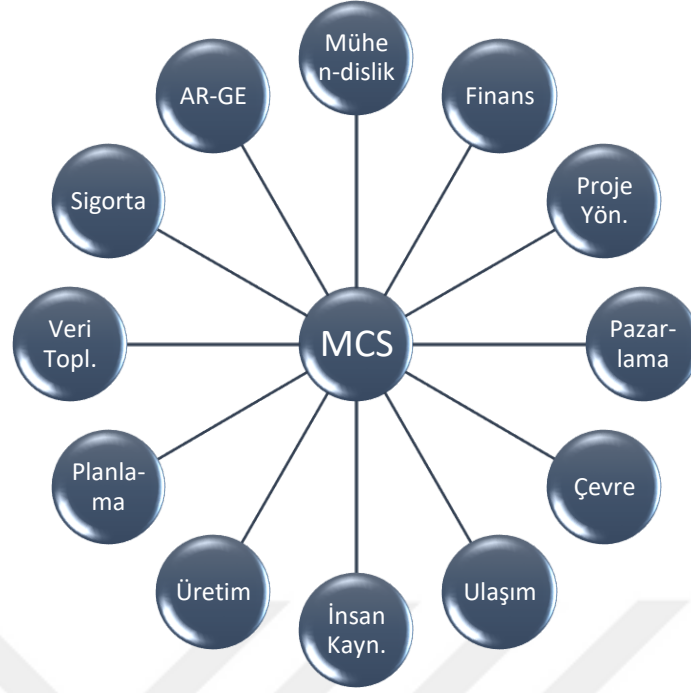 Mühe
n-dislik
Finans
Proje
Yön.
Pazar-
lama
Çevre
Ulaşım
İnsan
Kayn.
Üretim
Planla-
ma
Veri
Topl.
Sigorta
AR-GE
MCS